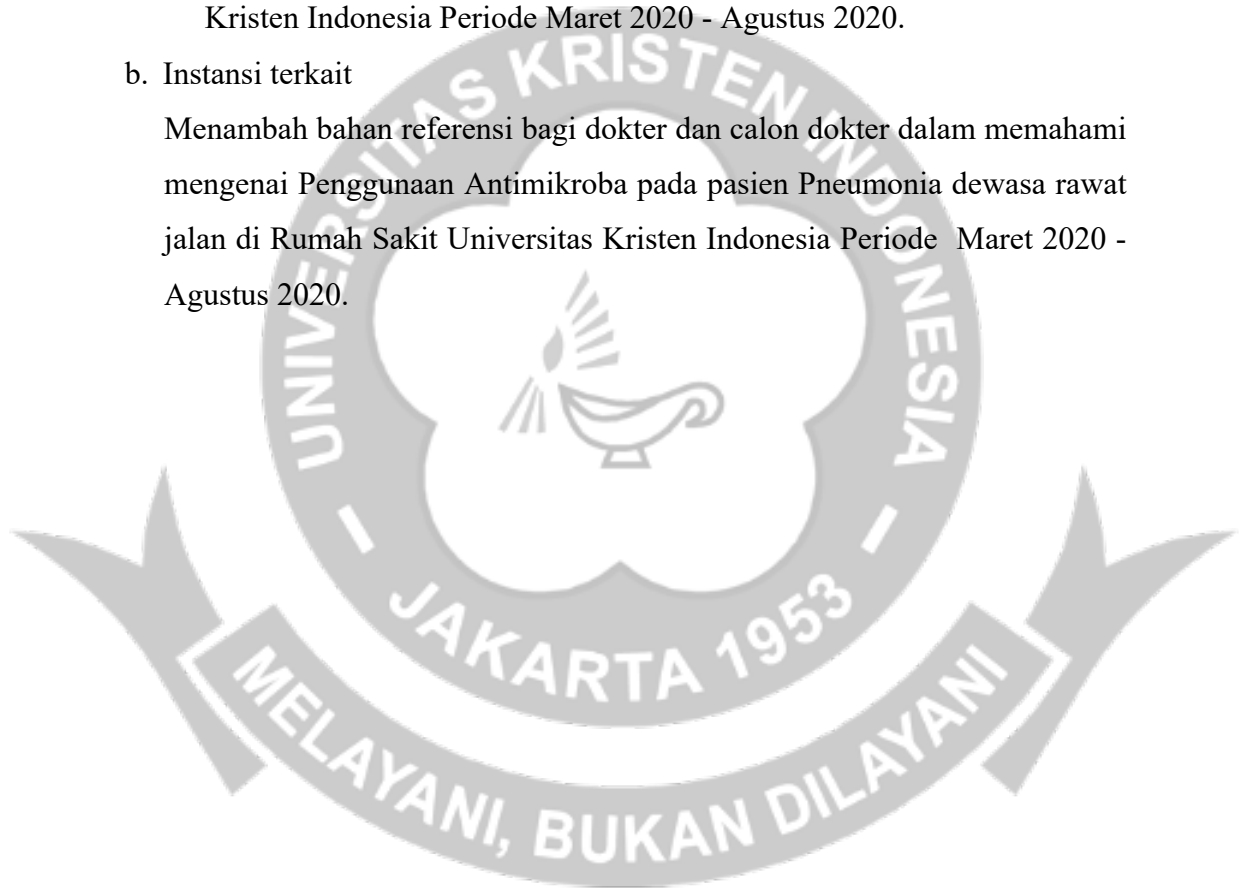 Kristen Indonesia Periode Maret 2020 - Agustus 2020.
b. Instansi terkait
Menambah bahan referensi bagi dokter dan calon dokter dalam memahami
mengenai Penggunaan Antimikroba pada pasien Pneumonia dewasa rawat
jalan di Rumah Sakit Universitas Kristen Indonesia Periode Maret 2020 -
Agustus 2020.
UNIVERSITAS KRISTEN INDONESIA
- JAKARTA 1953 -
MELAYANI, BUKAN DILAYANI